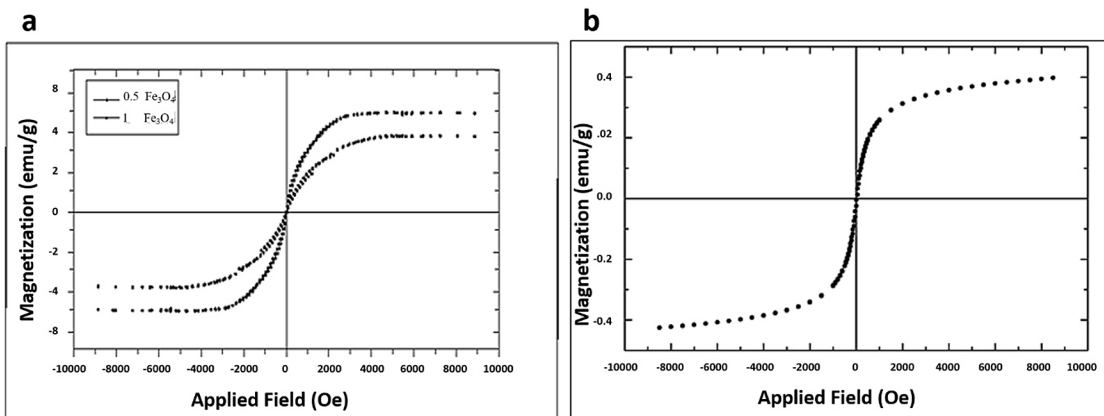 a
8
4
2
0
-2
-4
-8
0.5 Fe₃O₄
1 Fe₃O₄
Magnetization (emu/g)
-10000 -8000 -6000 -4000 -2000 0 2000 4000 6000 8000 10000
Applied Field (Oe)
b
0.4
.02
0.0
-0.2
-0.4
Magnetization (emu/g)
-10000 -8000 -6000 -4000 -2000 0 2000 4000 6000 8000 10000
Applied Field (Oe)